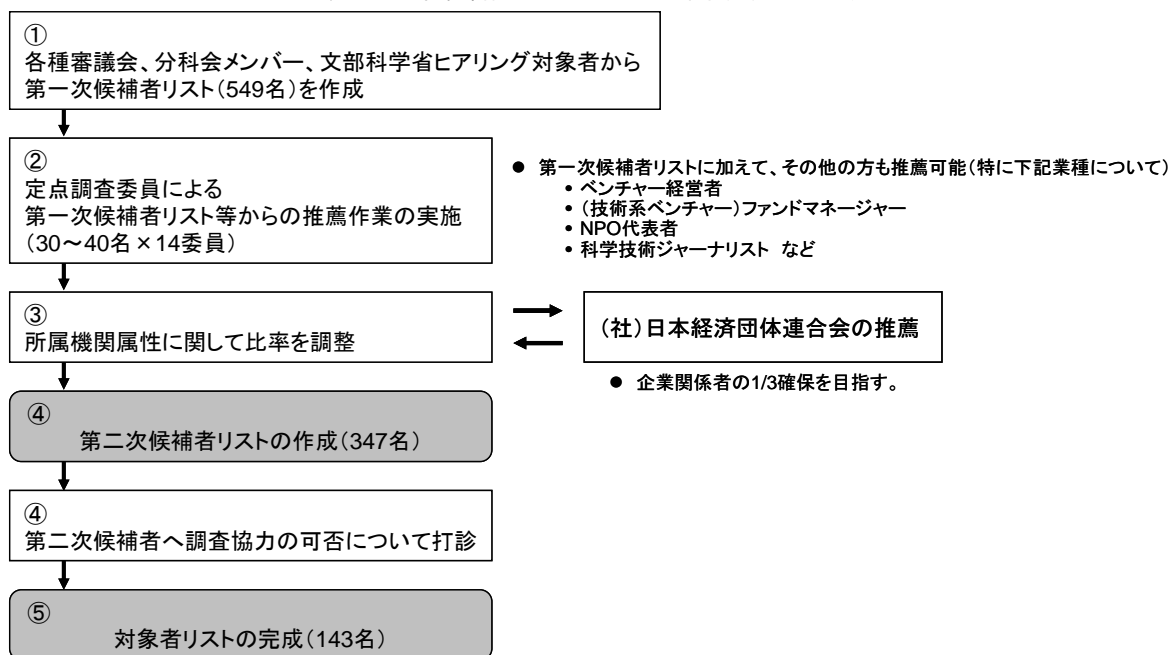 ①
各種審議会、分科会メンバー、文部科学省ヒアリング対象者から
第一次候補者リスト(549名)を作成
②
定点調査委員による
第一次候補者リスト等からの推薦作業の実施
(30～40名×14委員)
● 第一次候補者リストに加えて、その他の方も推薦可能(特に下記業種について)
• ベンチャー経営者
• (技術系ベンチャー)ファンドマネージャー
• NPO代表者
• 科学技術ジャーナリスト など
③
所属機関属性に関して比率を調整
(社)日本経済団体連合会の推薦
● 企業関係者の1/3確保を目指す。
④
第二次候補者リストの作成(347名)
④
第二次候補者へ調査協力の可否について打診
⑤
対象者リストの完成(143名)